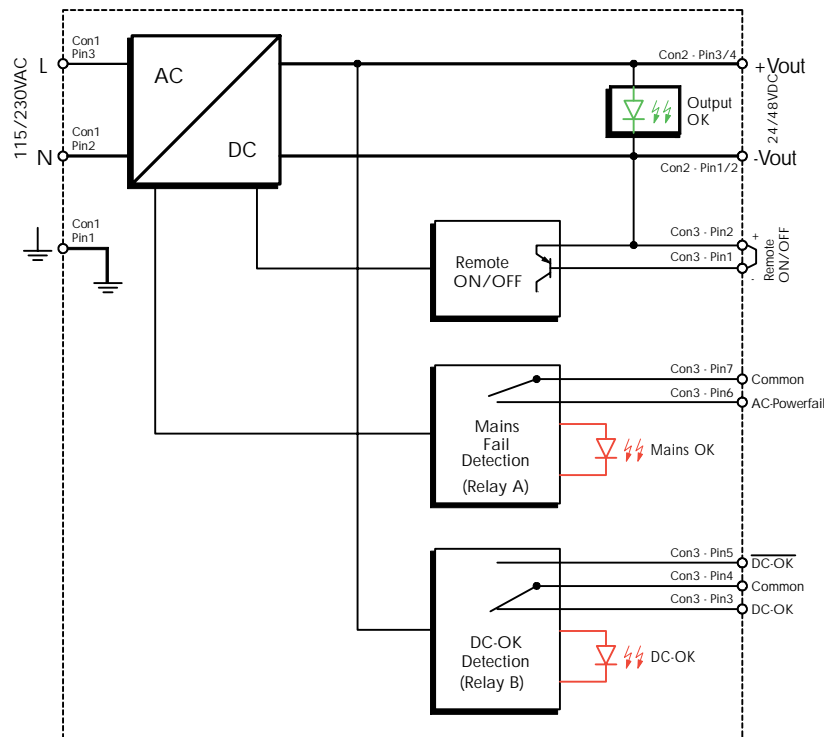 115/230VAC
L
Con1
Pin3
N
Con1
Pin2
Con1
Pin1
AC
DC
Con2 - Pin3/4
+Vout
Output
OK
24/48VDC
-Vout
Con2 - Pin1/2
Remote
ON/OFF
Con3 - Pin2
+
Con3 - Pin1
-
Remote
ON/OFF
Con3 - Pin7
Common
Con3 - Pin6
AC-Powerfail
Mains
Fail
Detection
(Relay A)
Mains OK
Con3 - Pin5
DC-OK
Con3 - Pin4
Common
Con3 - Pin3
DC-OK
DC-OK
Detection
(Relay B)
DC-OK